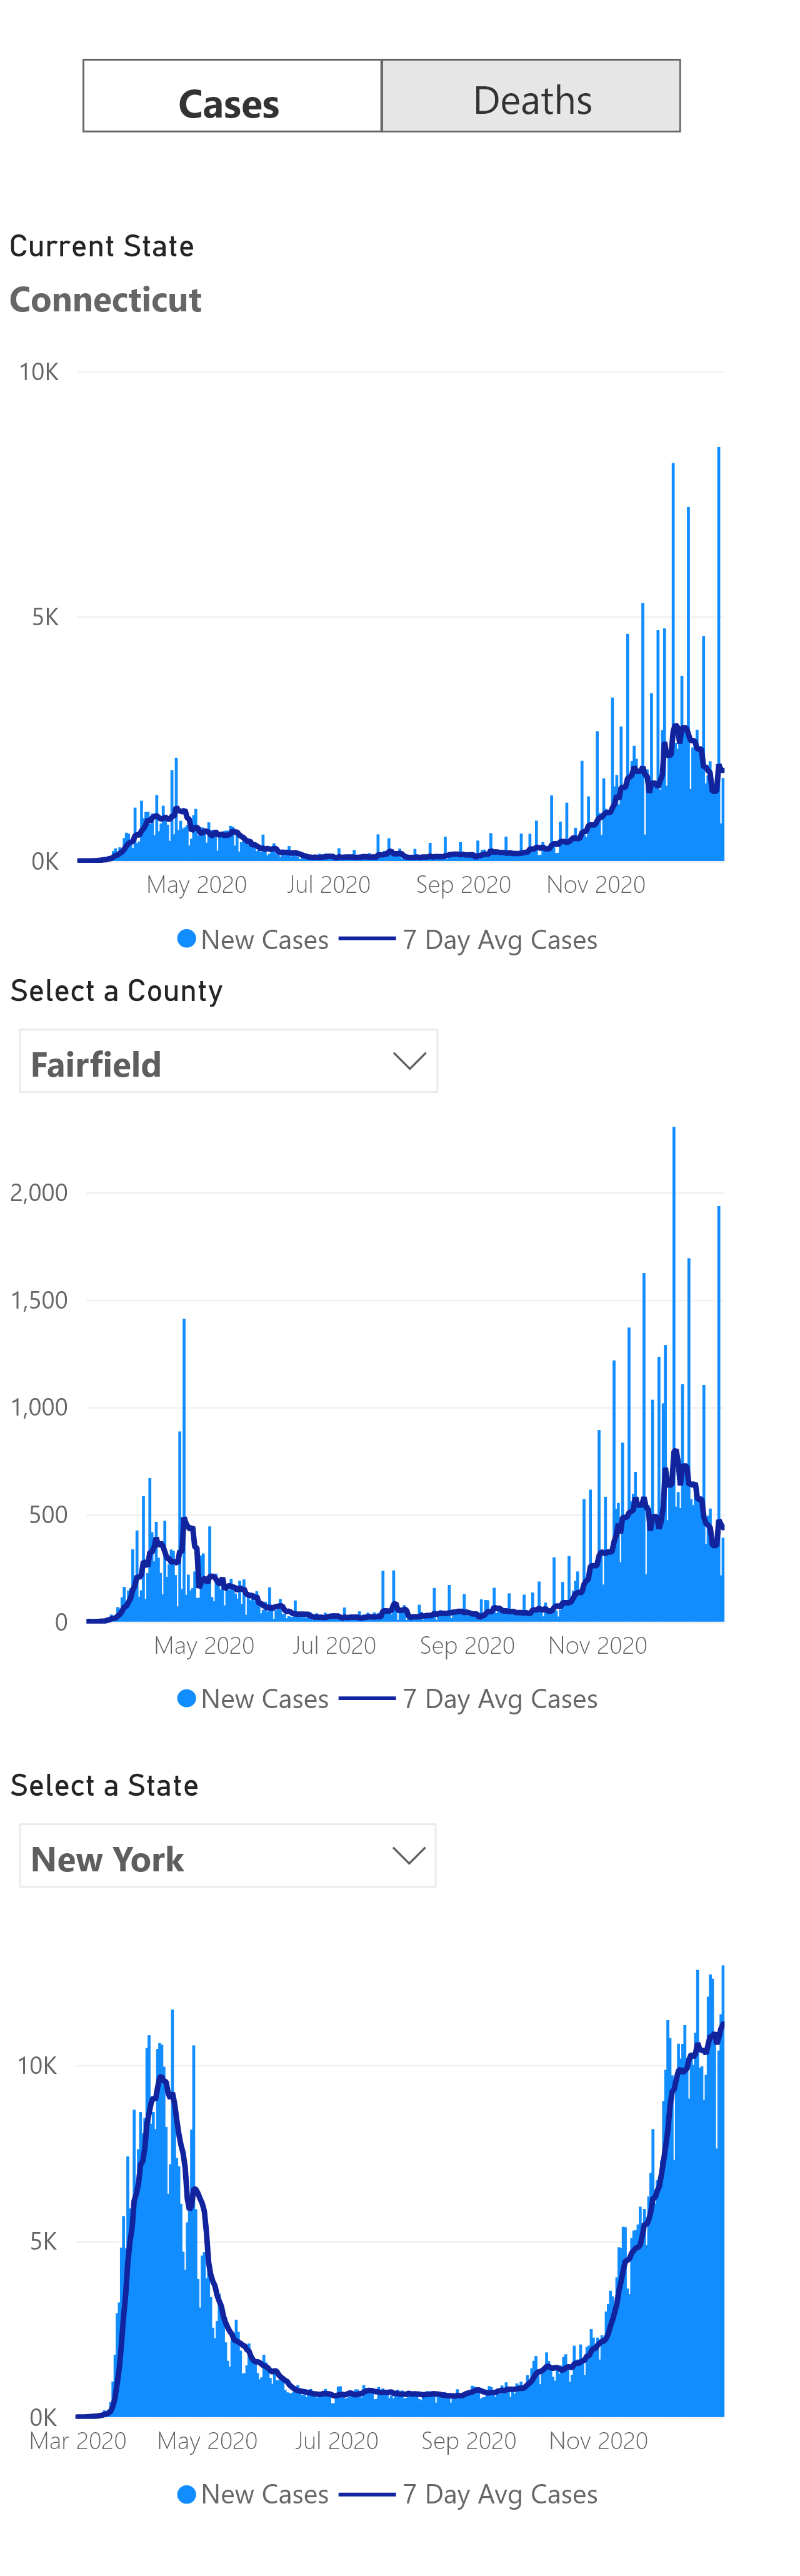 Cases Deaths
Current State
Connecticut
10K
5K
0K
May 2020 Jul 2020 Sep 2020 Nov 2020
New Cases 7 Day Avg Cases
Select a County
Fairfield
2,000
1,500
1,000
500
0
May 2020 Jul 2020 Sep 2020 Nov 2020
New Cases 7 Day Avg Cases
Select a State
New York
10K
5K
0K
Mar 2020 May 2020 Jul 2020 Sep 2020 Nov 2020
New Cases 7 Day Avg Cases